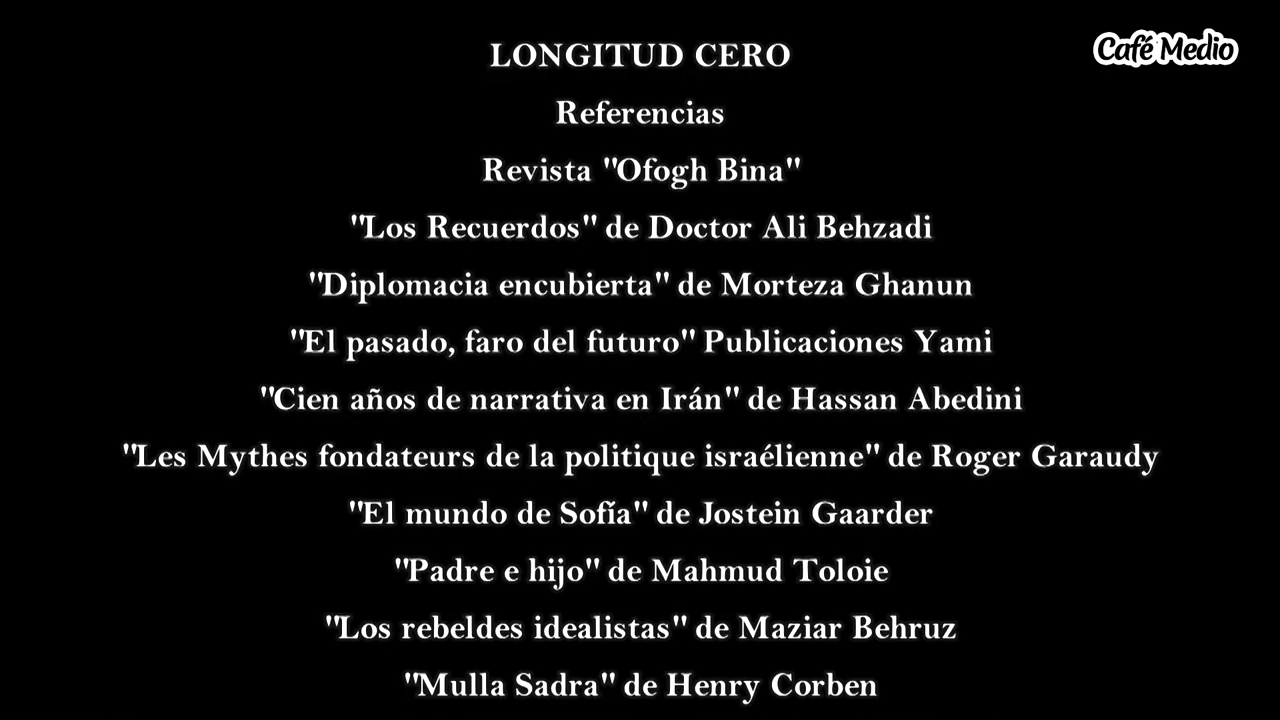 LONGITUD CERO
Café Medio
Referencias
Revista "Ofogh Bina"
"Los Recuerdos" de Doctor Ali Behzadi
"Diplomacia encubierta" de Morteza Ghanun
"El pasado, faro del futuro" Publicaciones Yami
"Cien años de narrativa en Irán" de Hassan Abedini
"Les Mythes fondateurs de la politique israélienne" de Roger Garaudy
"El mundo de Sofía" de Jostein Gaarder
"Padre e hijo" de Mahmud Toloie
"Los rebeldes idealistas" de Maziar Behruz
"Mulla Sadra" de Henry Corben